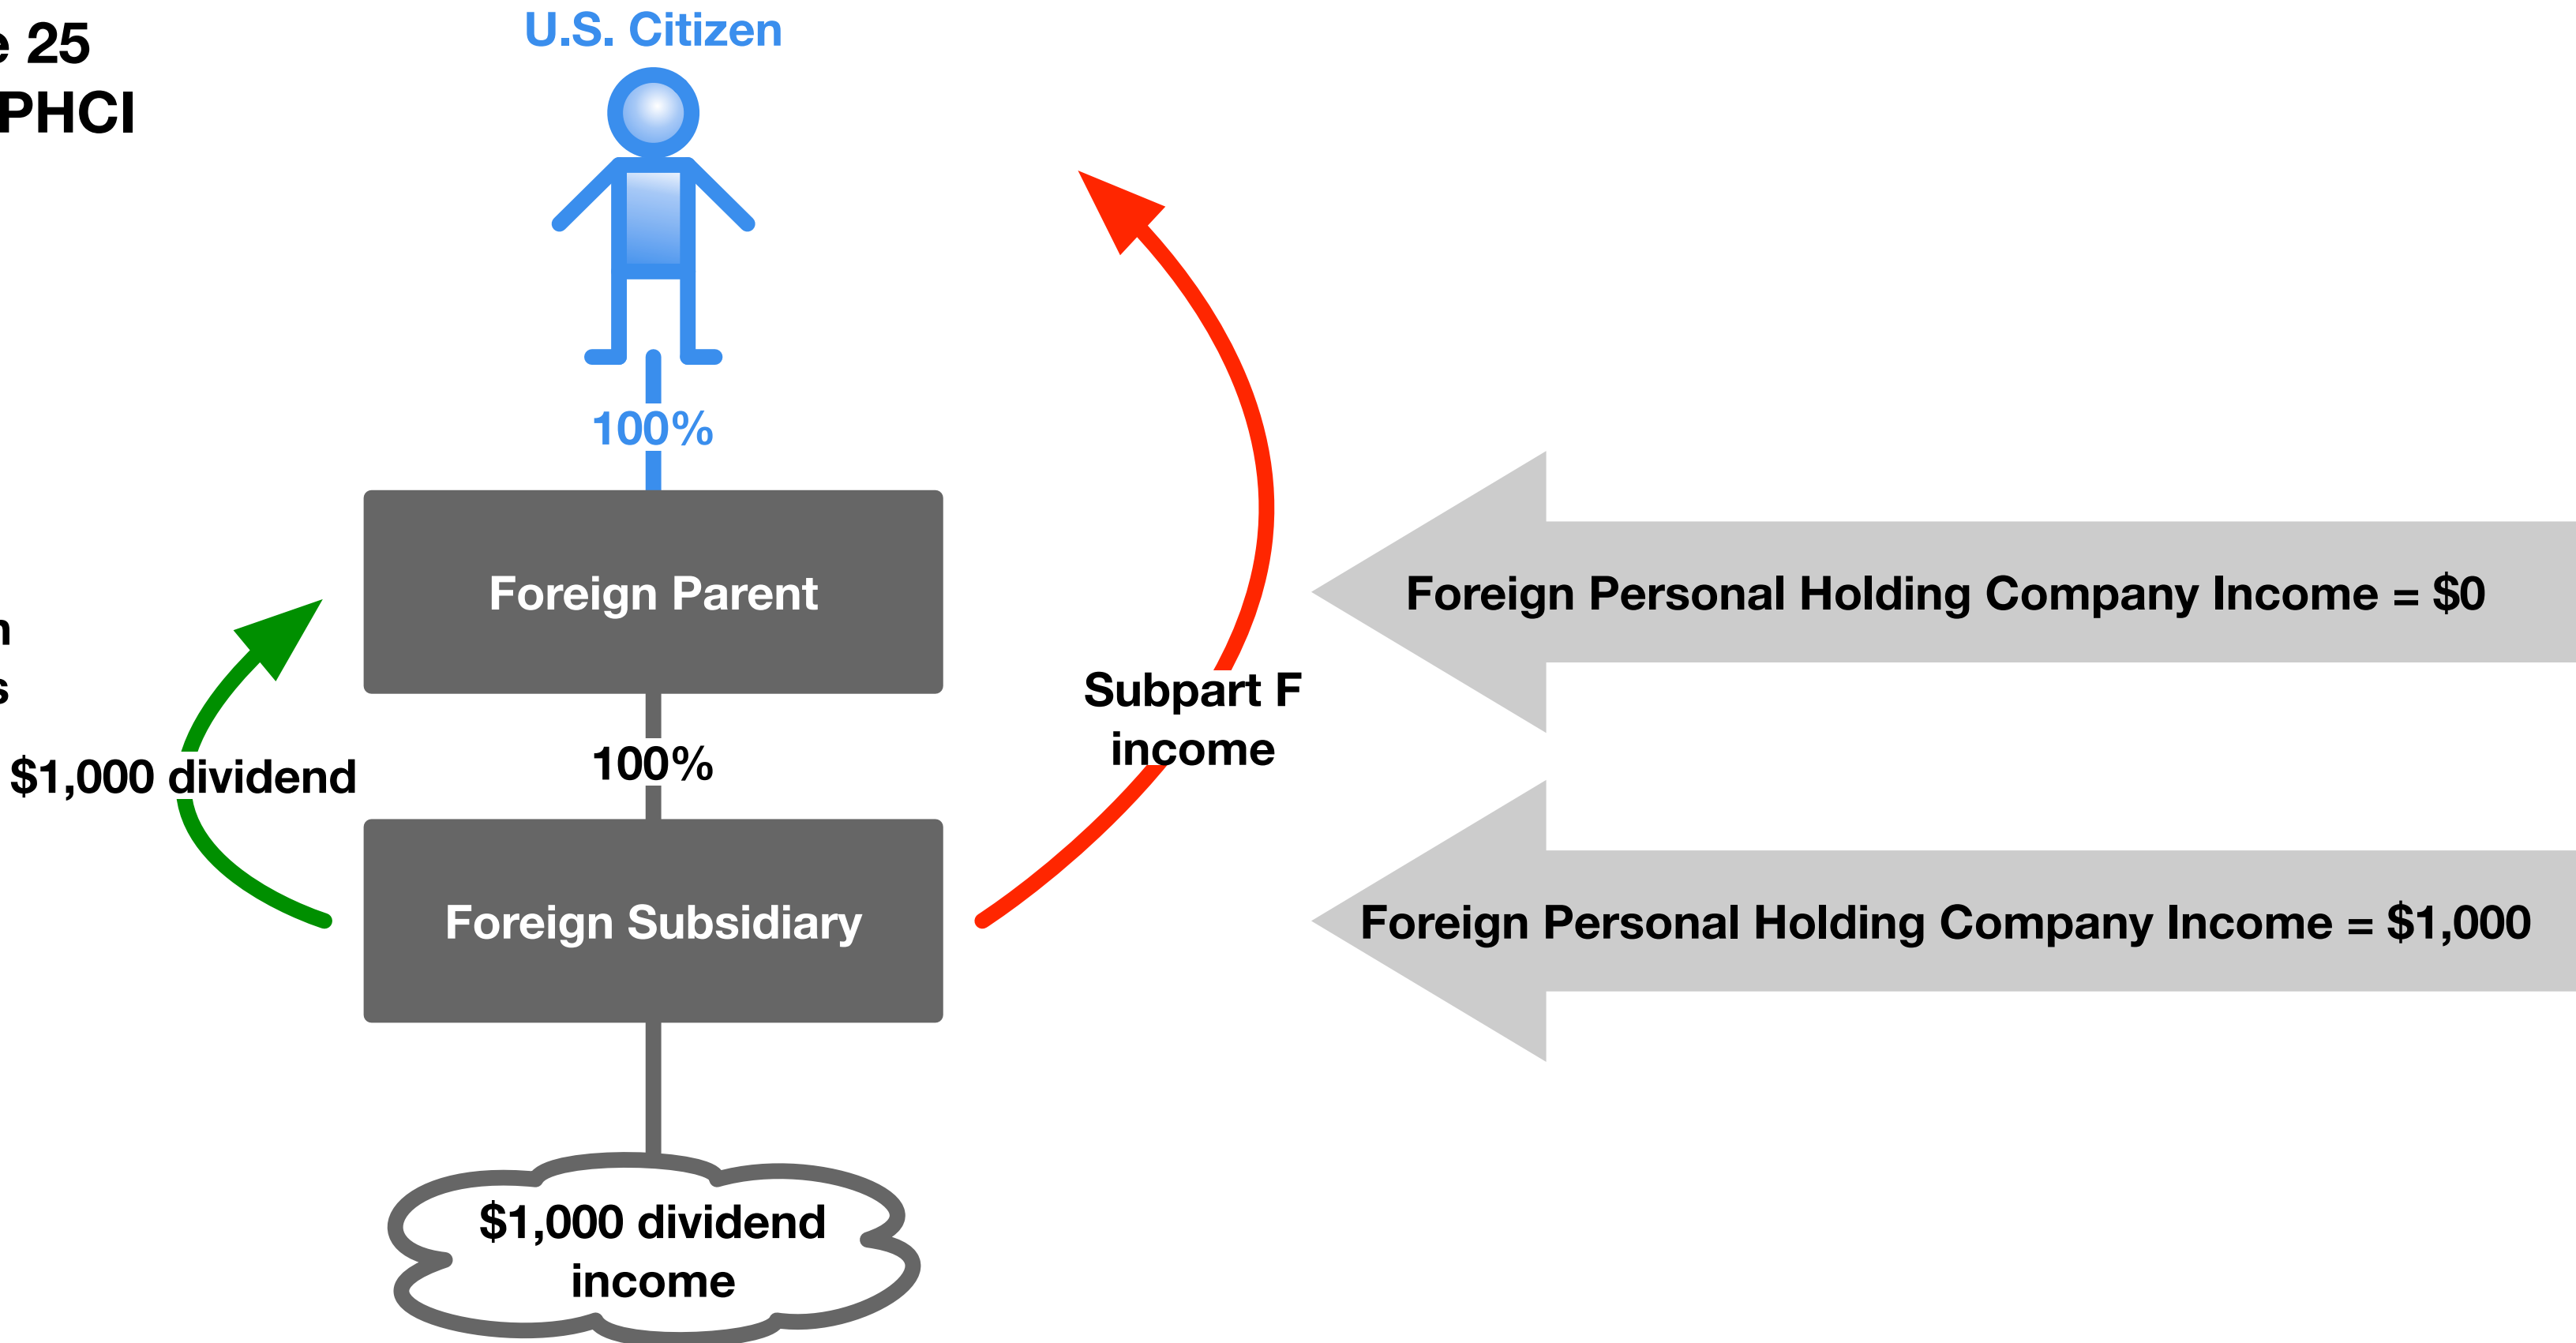 e 25
PHCI
U.S. Citizen
100%
Foreign Parent
Foreign Personal Holding Company Income = $0
n
s
Subpart F
income
$1,000 dividend
100%
Foreign Subsidiary
Foreign Personal Holding Company Income = $1,000
$1,000 dividend
income